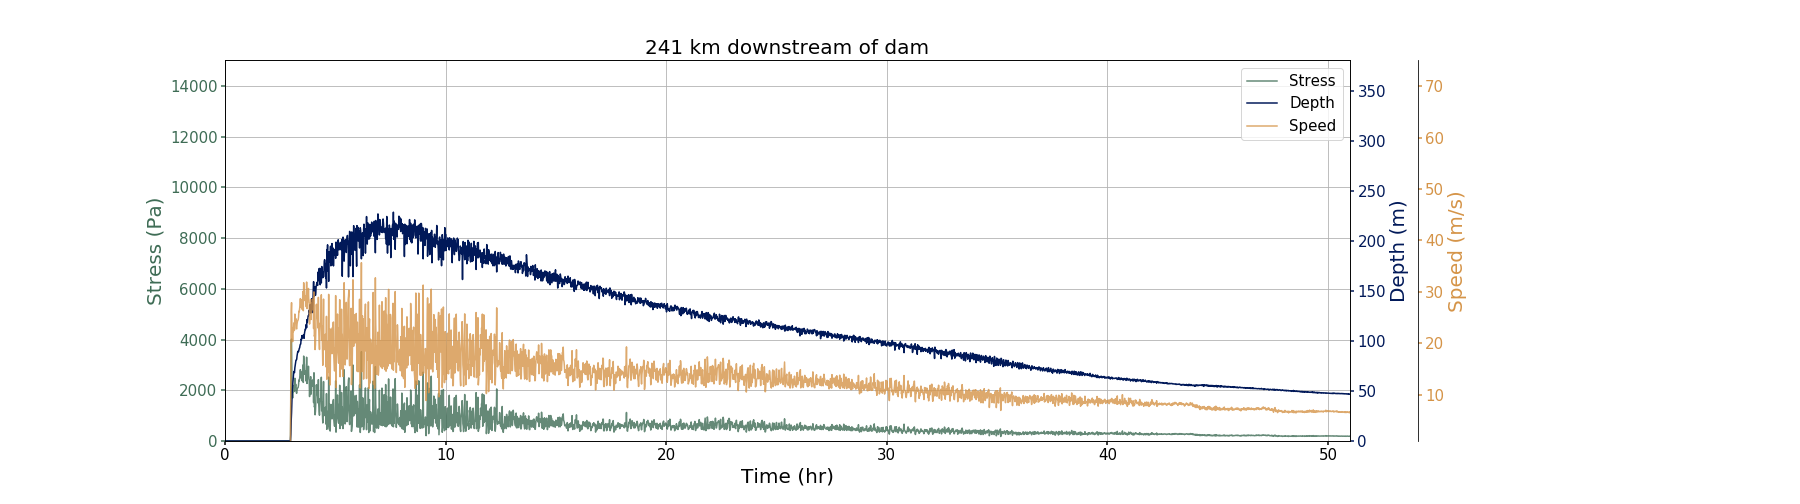 241 km downstream of dam
Stress (Pa)
14000
12000
10000
8000
6000
4000
2000
0
Stress
Depth
Speed
350
300
250
200
150
100
50
0
Depth (m)
70
60
50
40
30
20
10
Speed (m/s)
0 10 20 30 40 50
Time (hr)